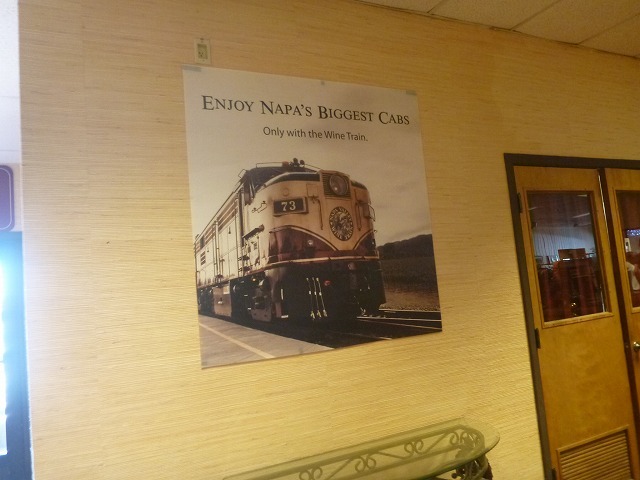 ENJOY NAPA'S BIGGEST CABS
Only with the Wine Train.
73